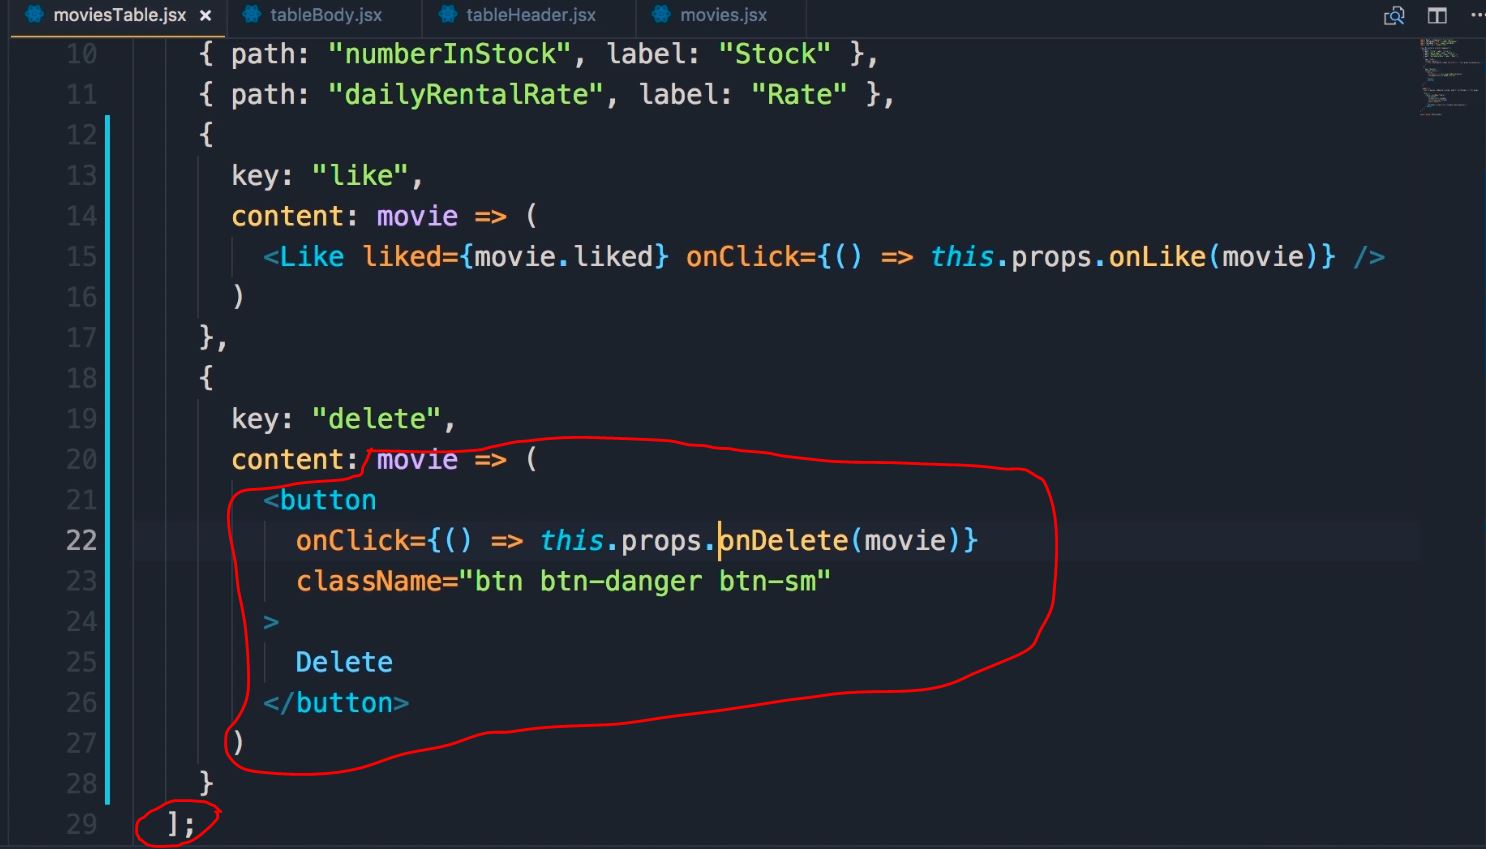 moviesTable.jsx × tableBody.jsx tableHeader.jsx movies.jsx
10 { path: "numberInStock", label: "Stock" },
11 { path: "dailyRentalRate", label: "Rate" },
12 {
13 key: "like",
14 content: movie => (
15 <Like liked={movie.liked} onClick={() => this.props.onLike(movie)} />
16 )
17 },
18 {
19 key: "delete",
20 content: movie => (
21 <button
22 onClick={() => this.props.onDelete(movie)}
23 className="btn btn-danger btn-sm"
24 >
25 Delete
26 </button>
27 )
28 }
29 ];